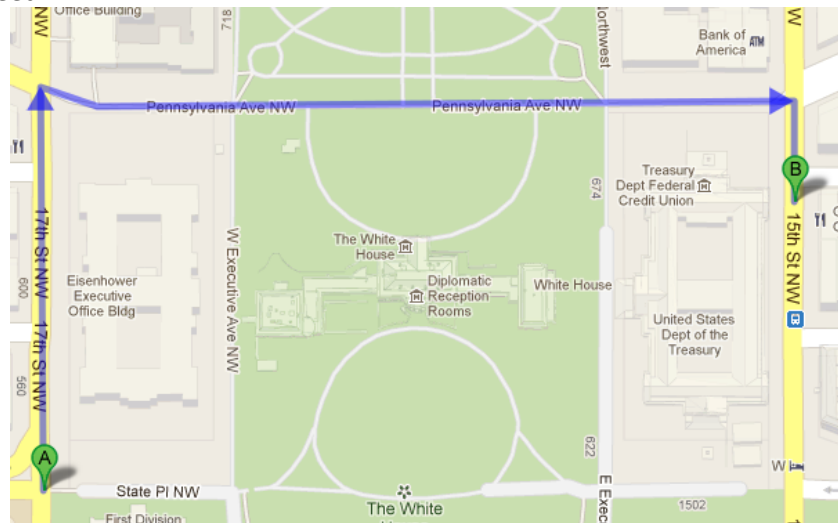 Office Building
NW
718
Northwest
Bank of
America
ATM
W
Pennsylvania Ave NW
Pennsylvania Ave NW
Treasury
Dept Federal
Credit Union
674
B
17th St NW
600
Eisenhower
Executive
Office Bldg
W Executive Ave NW
The White
House
Diplomatic
Reception
Rooms
White House
15th St NW
United States
Dept of the
Treasury
17th St NW
560
A
622
State Pl NW
The White
E Exec
W
1502
First Division